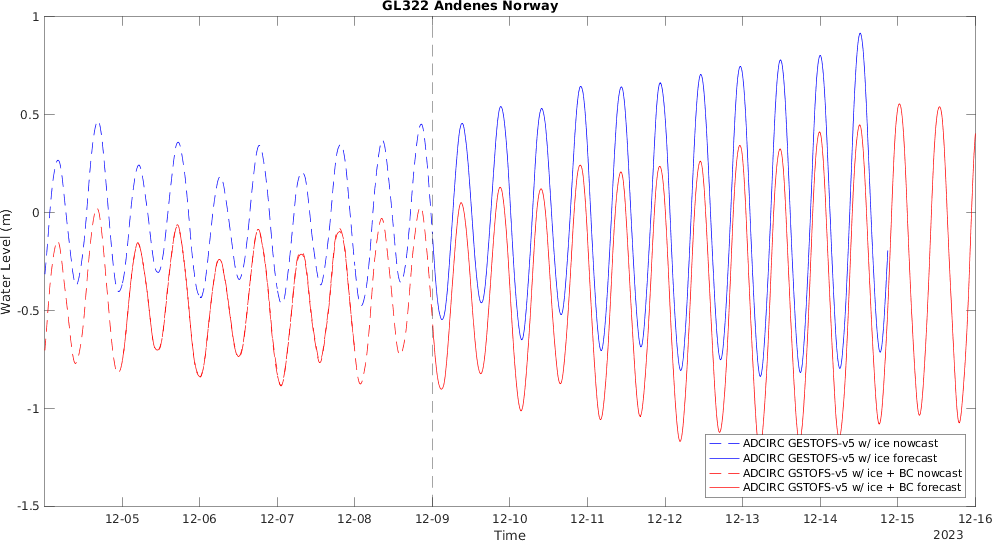 GL322 Andenes Norway
1
0.5
0
-0.5
-1
-1.5
Water Level (m)
12-05 12-06 12-07 12-08 12-09 12-10 12-11 12-12 12-13 12-14 12-15 12-16
Time
2023
ADCIRC GESTOFS-v5 w/ ice nowcast
ADCIRC GESTOFS-v5 w/ ice forecast
ADCIRC GSTOFS-v5 w/ ice + BC nowcast
ADCIRC GSTOFS-v5 w/ ice + BC forecast